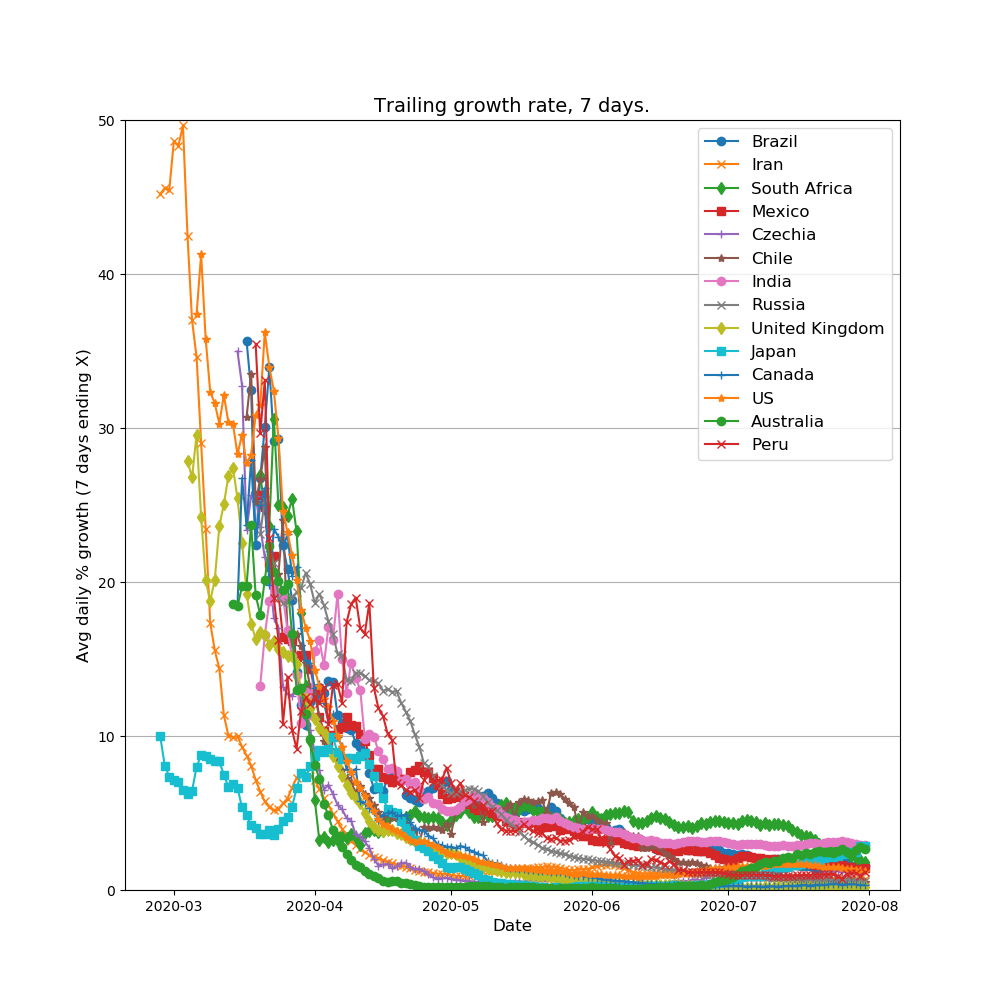 Trailing growth rate, 7 days.
50
40
30
20
10
0
Avg daily % growth (7 days ending X)
Brazil
Iran
South Africa
Mexico
Czechia
Chile
India
Russia
United Kingdom
Japan
Canada
US
Australia
Peru
2020-03
2020-04
2020-05
2020-06
2020-07
2020-08
Date